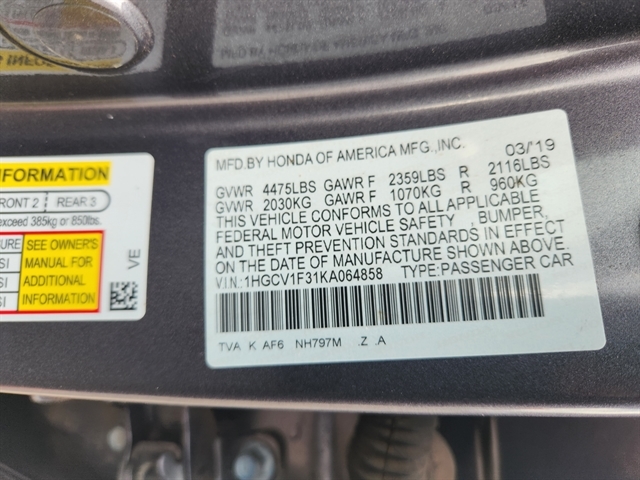 INFORMATION
FRONT 2 REAR 3
exceed 385kg or 850lbs.
SEE OWNER'S
MANUAL FOR
ADDITIONAL
INFORMATION
VE
MFD.BY HONDA OF AMERICA MFG.,INC. 03/'19
GVWR 4475LBS GAWR F 2359LBS R 2116LBS
GVWR 2030KG GAWR F 1070KG R 960KG
THIS VEHICLE CONFORMS TO ALL APPLICABLE
FEDERAL MOTOR VEHICLE SAFETY , BUMPER,
AND THEFT PREVENTION STANDARDS IN EFFECT
ON THE DATE OF MANUFACTURE SHOWN ABOVE.
V.I.N.:1HGCV1F31KA064858 TYPE:PASSENGER CAR
TVA K AF6 NH797M .Z .A